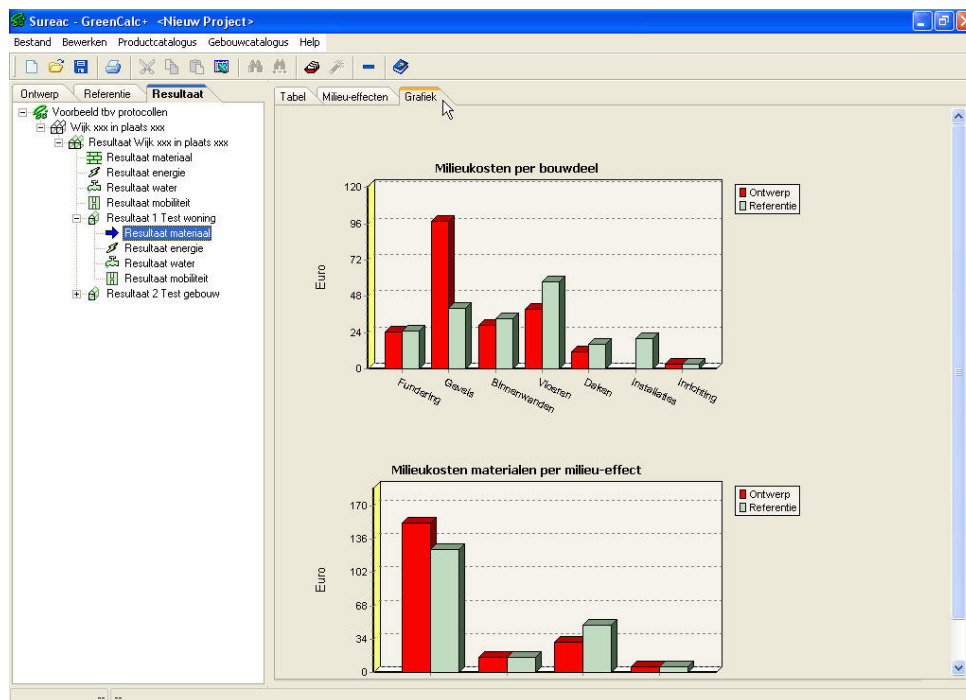 Sureac - GreenCalc+ <Nieuw Project>
Bestand Bewerken Productcatalogus Gebouwcatalogus Help
Ontwerp Referentie Resultaat
Voorbeeld tbv protocollen
Wijk xxx in plaats xxx
Resultaat Wijk xxx in plaats xxx
Resultaat materiaal
Resultaat energie
Resultaat water
Resultaat mobiliteit
Resultaat 1 Test woning
Resultaat materiaal
Resultaat energie
Resultaat water
Resultaat mobiliteit
Resultaat 2 Test gebouw
Tabel Milieu-effecten Grafiek
Milieukosten per bouwdeel
Ontwerp
Referentie
Euro
120
96
72
48
24
0
Fundering Gevels Binnenwanden Vloeren Daken Installaties Inrichting
Milieukosten materialen per milieu-effect
Ontwerp
Referentie
Euro
170
136
102
68
34
0
-- --